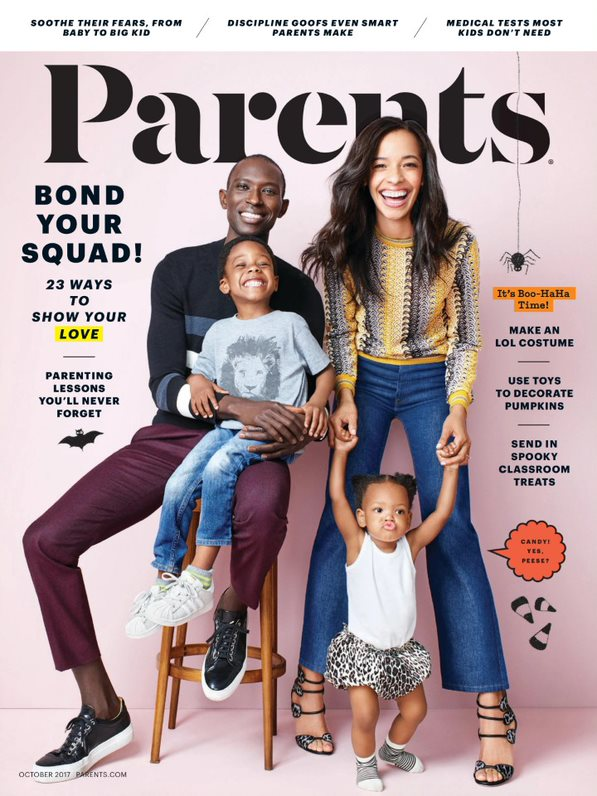 SOOTHE THEIR FEARS, FROM
BABY TO BIG KID
DISCIPLINE GOOFS EVEN SMART
PARENTS MAKE
MEDICAL TESTS MOST
KIDS DON'T NEED
Parents®
BOND
YOUR
SQUAD!
23 WAYS
TO
SHOW YOUR
LOVE
PARENTING
LESSONS
YOU'LL NEVER
FORGET
It's Boo-HaHa
Time!
MAKE AN
LOL COSTUME
USE TOYS
TO DECORATE
PUMPKINS
SEND IN
SPOOKY
CLASSROOM
TREATS
CANDY!
YES,
PEESE?
OCTOBER 2017 | PARENTS.COM